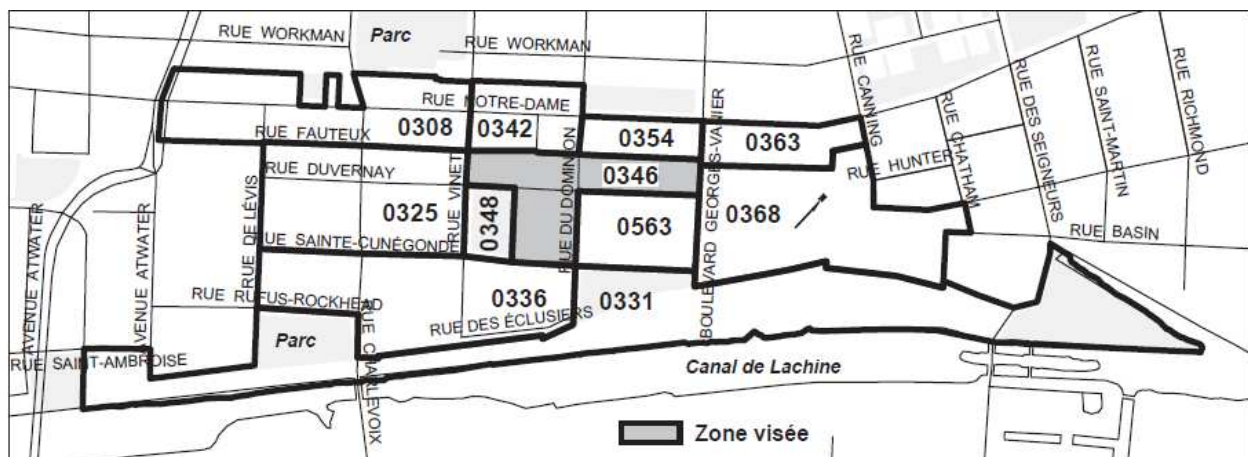 RUE WORKMAN
Parc
RUE WORKMAN
RUE NOTRE-DAME
RUE FAUTEUX
0308
0342
0354
0363
RUE CANNING
RUE CHATHAM
RUE DES SEIGNEURS
RUE SAINT-MARTIN
RUE RICHMOND
RUE HUNTER
RUE DUVERNAY
0346
RUE VINET
RUE DU DOMINION
BOULEVARD GEORGES-VANIER
0325
0348
0563
0368
RUE DE LÉVIS
AVENUE ATWATER
AVENUE ATWATER
RUE SAINTE-CUNÉGONDE
RUE BASIN
RUE RUFUS-ROCKHEAD
0336
0331
RUE DES ÉCLUSIERS
RUE CHARLEVOIX
Parc
RUE SAINT-AMBROISE
Canal de Lachine
Zone visée